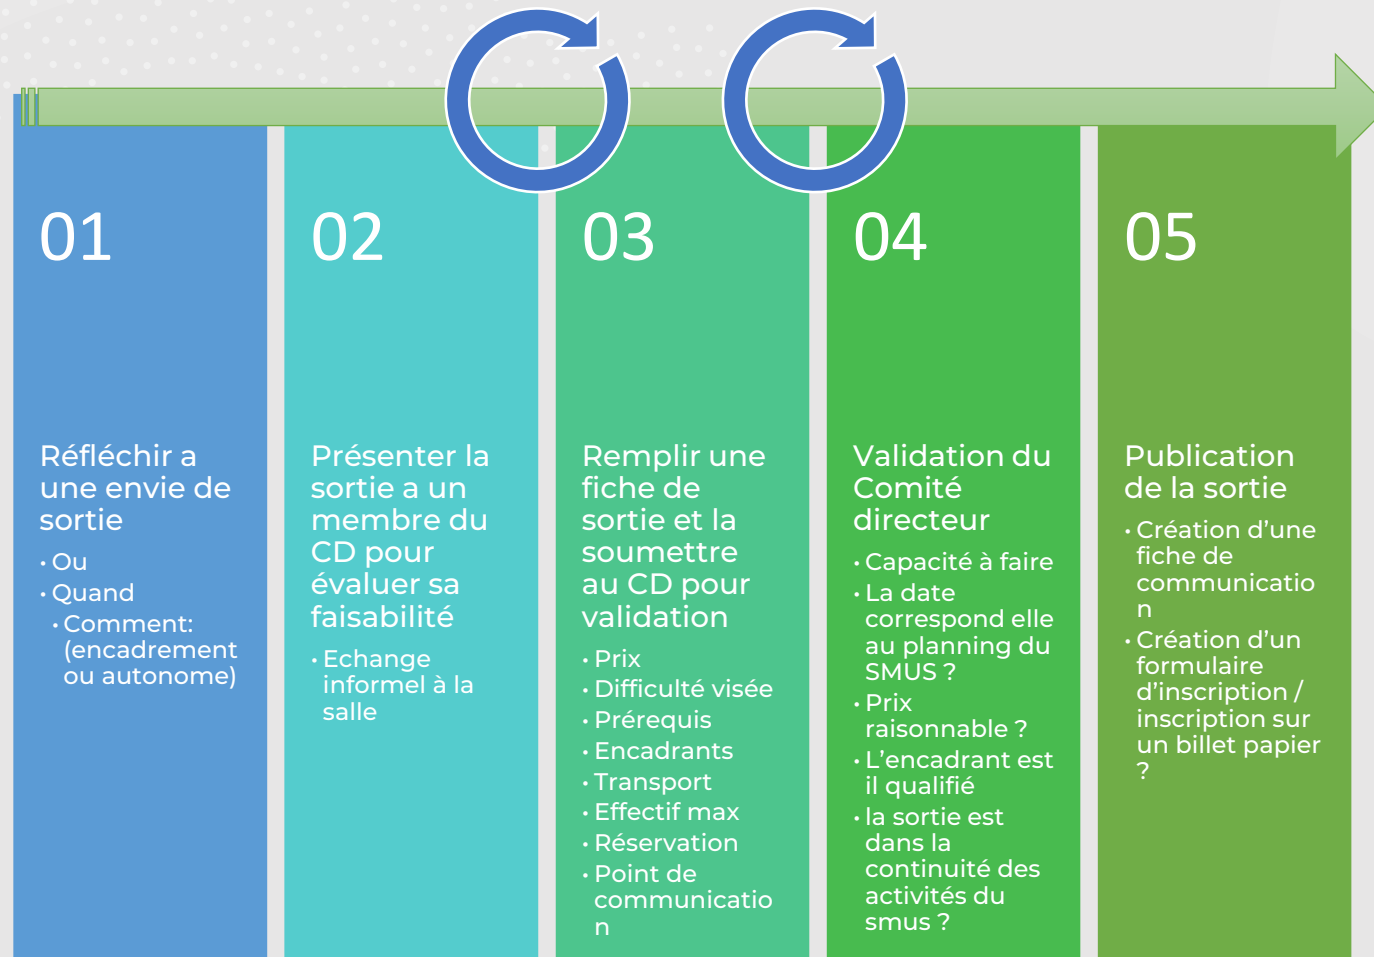 01
Réfléchir a
une envie de
sortie
• Ou
• Quand
• Comment:
(encadrement
ou autonome)
02
Présenter la
sortie a un
membre du
CD pour
évaluer sa
faisabilité
• Echange
informel à la
salle
03
Remplir une
fiche de
sortie et la
soumettre
au CD pour
validation
• Prix
• Difficulté visée
• Prérequis
• Encadrants
• Transport
• Effectif max
• Réservation
• Point de
communicatio
n
04
Validation du
Comité
directeur
• Capacité à faire
• La date
correspond elle
au planning du
SMUS ?
• Prix
raisonnable ?
• L’encadrant est
il qualifié
• la sortie est
dans la
continuité des
activités du
smus ?
05
Publication
de la sortie
• Création d’une
fiche de
communicatio
n
• Création d’un
formulaire
d’inscription /
inscription sur
un billet papier
?